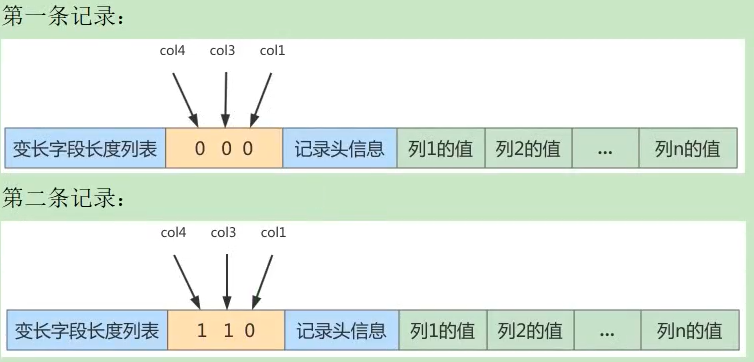 第一条记录：
col4 col3 col1
变长字段长度列表 0 0 0 记录头信息 列1的值 列2的值 ... 列n的值
第二条记录：
col4 col3 col1
变长字段长度列表 1 1 0 记录头信息 列1的值 列2的值 ... 列n的值